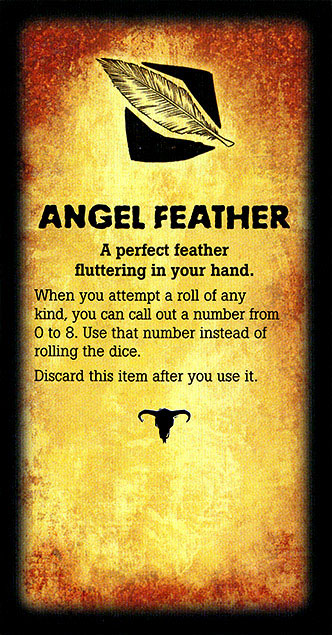 ANGEL FEATHER
A perfect feather
fluttering in your hand.
When you attempt a roll of any
kind, you can call out a number from
0 to 8. Use that number instead of
rolling the dice.
Discard this item after you use it.